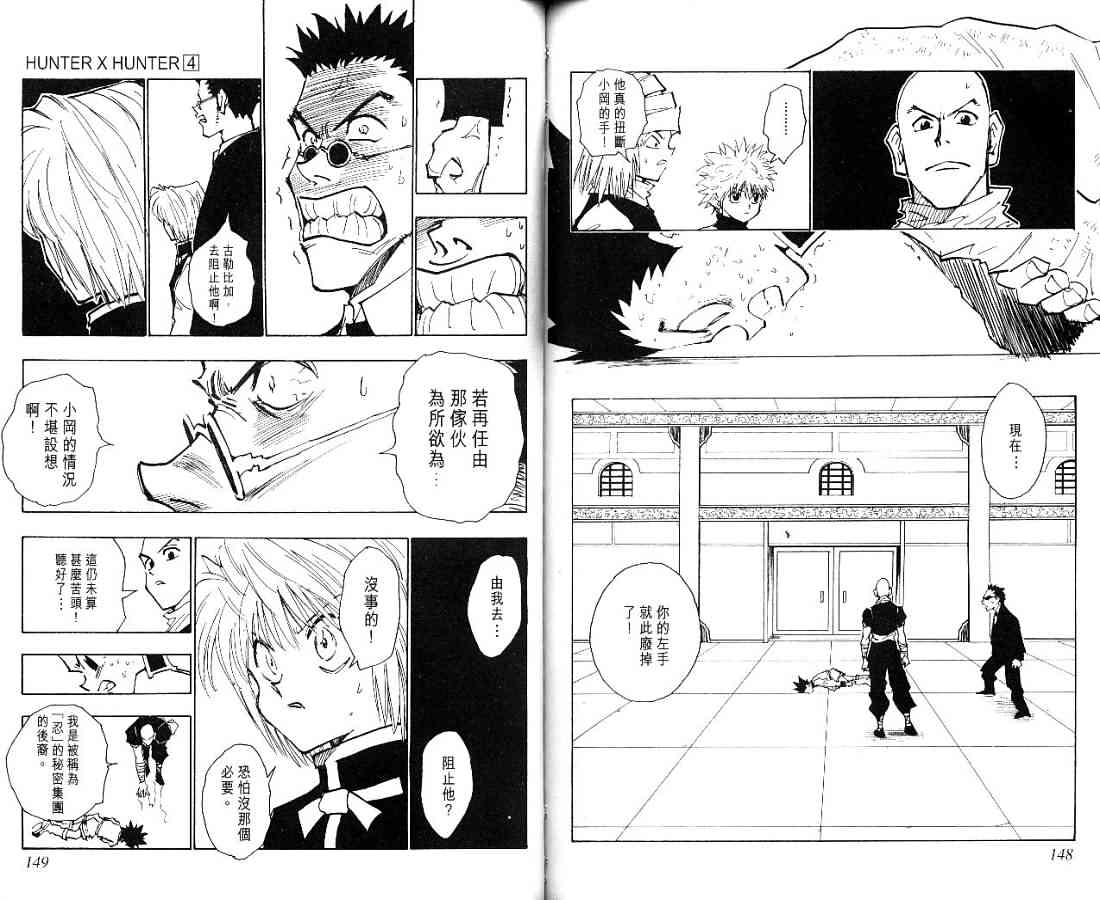 ……
他真的扭斷
小岡的手！
現在…
你的左手
就此廢掉
了！
148
HUNTER X HUNTER 4
古勒比加，
去阻止他啊！
若再任由
那傢伙
為所欲為…
小岡的情況
不堪設想
啊！
由我去…
阻止他？
沒事的！
恐怕沒那個
必要。
這仍未算
甚麼苦頭！
聽好了…
我是被稱為
「忍」的秘密集團
的後裔。
149